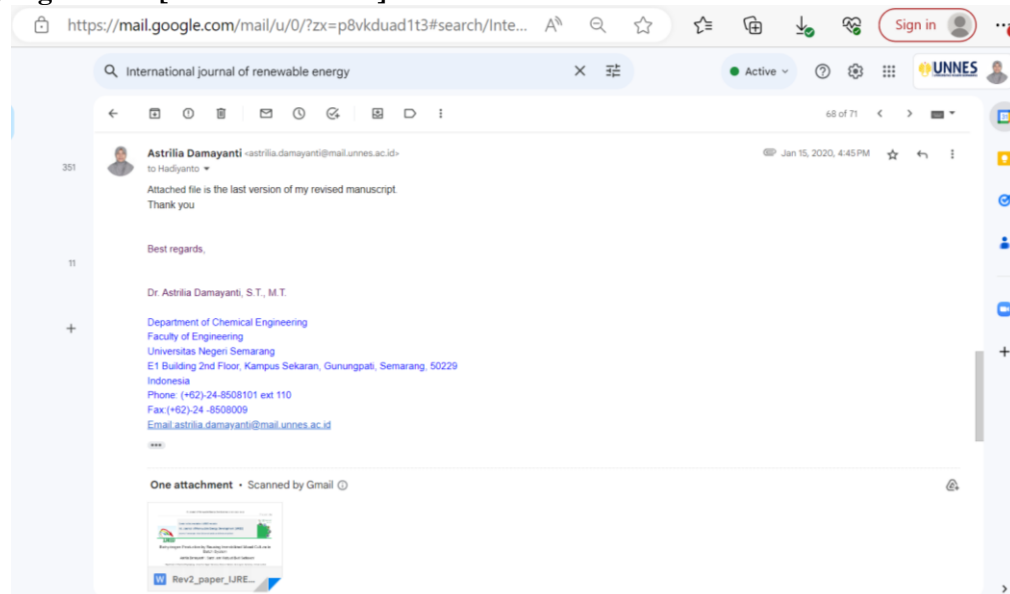 https://mail.google.com/mail/u/0/?zx=p8vkduad1t3#search/Inte...
Sign in
International journal of renewable energy
Active
UNNES
68 of 71
351
Astrilia Damayanti <astrilia.damayanti@mail.unnes.ac.id>
Jan 15, 2020, 4:45 PM
to Hadiyanto
Attached file is the last version of my revised manuscript.
Thank you
Best regards,
11
Dr. Astrilia Damayanti, S.T., M.T.
Department of Chemical Engineering
Faculty of Engineering
Universitas Negeri Semarang
E1 Building 2nd Floor, Kampus Sekaran, Gunungpati, Semarang, 50229
Indonesia
Phone: (+62)-24-8508101 ext 110
Fax:(+62)-24 -8508009
Email.astrilia.damayanti@mail.unnes.ac.id
One attachment • Scanned by Gmail
W Rev2_paper_IJRE...